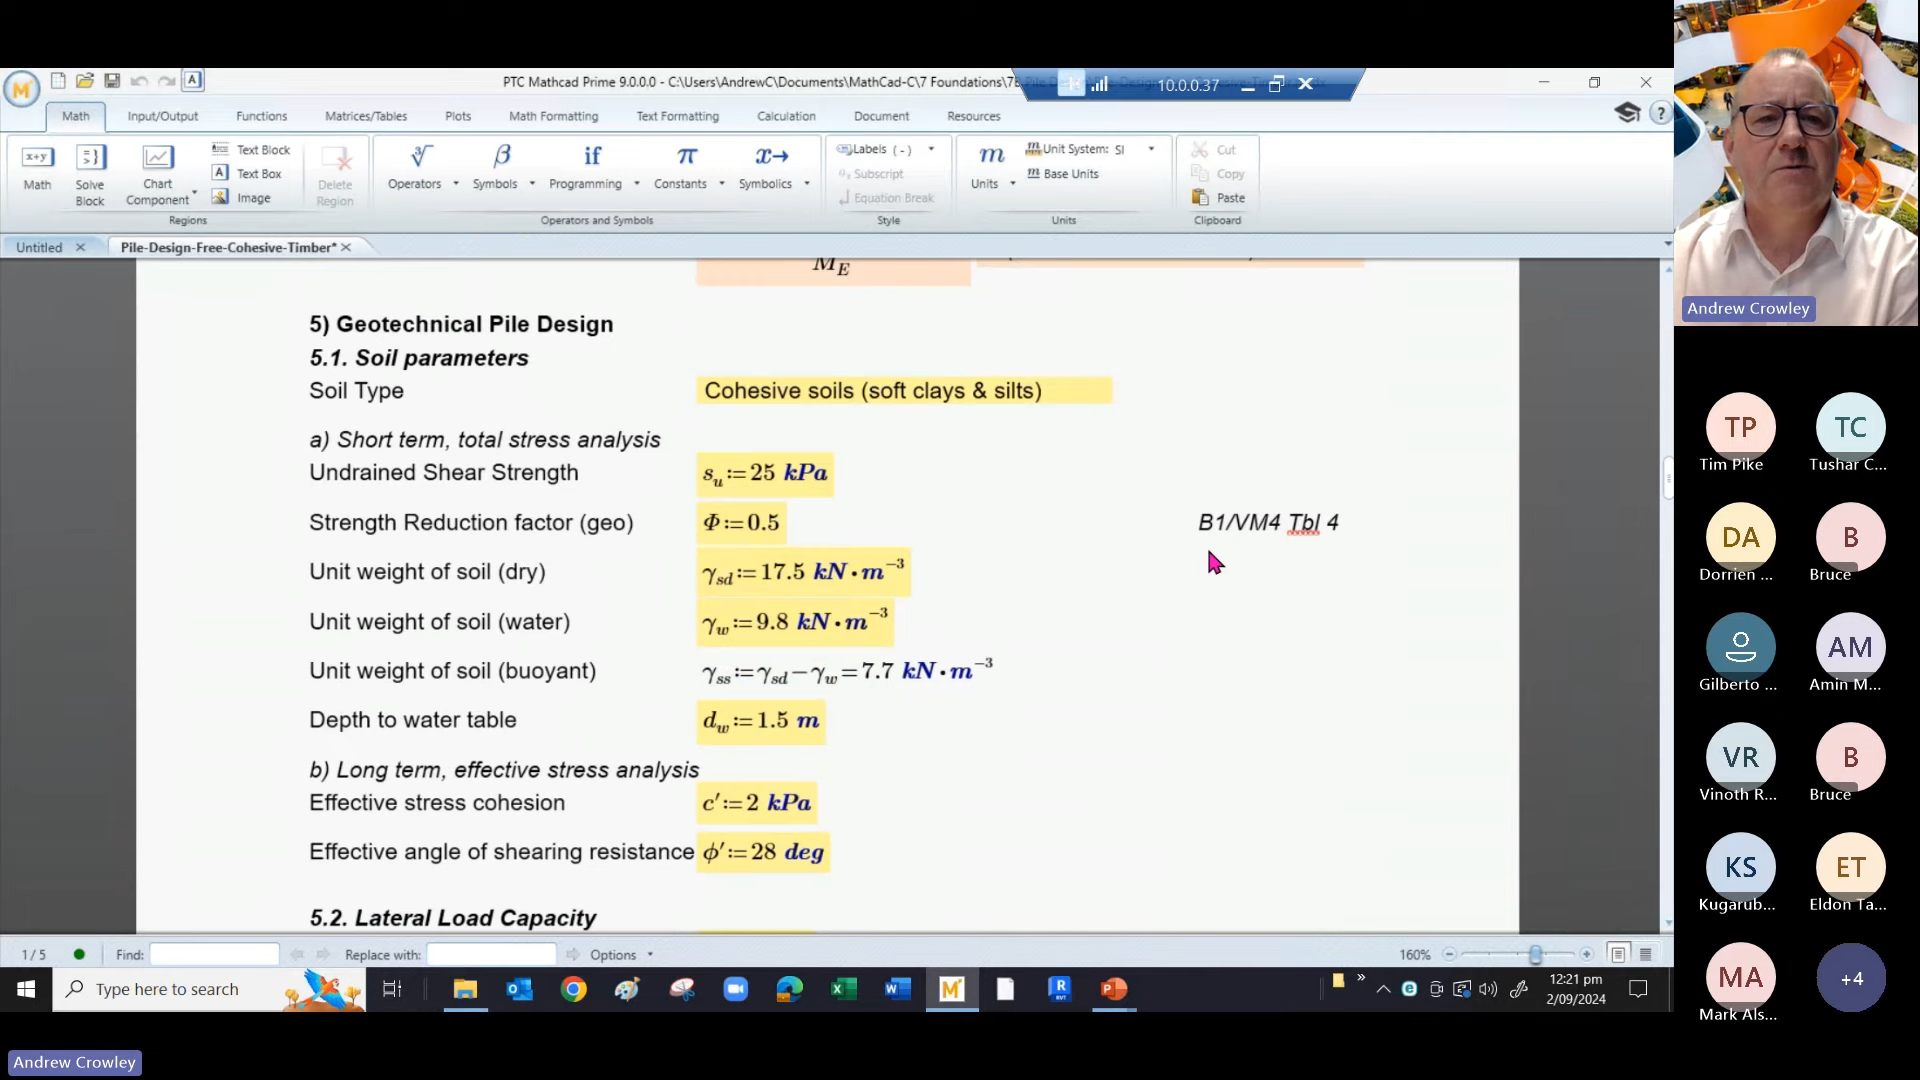 PTC Mathcad Prime 9.0.0.0 - C:\Users\AndrewC\Documents\MathCad-C\7 Foundations\7
10.0.0.37
Math
Input/Output
Functions
Matrices/Tables
Plots
Math Formatting
Text Formatting
Calculation
Document
Resources
Math
Solve Block
Chart Component
Text Block
Text Box
Image
Delete Region
Operators
Symbols
Programming
Constants
Symbolics
Labels ( - )
Subscript
Equation Break
Units
Unit System: SI
Base Units
Cut
Copy
Paste
Regions
Operators and Symbols
Style
Units
Clipboard
Untitled
Pile-Design-Free-Cohesive-Timber*
M_E
5) Geotechnical Pile Design
5.1. Soil parameters
Soil Type Cohesive soils (soft clays & silts)
a) Short term, total stress analysis
Undrained Shear Strength s_u := 25 kPa
Strength Reduction factor (geo) Φ := 0.5 B1/VM4 Tbl 4
Unit weight of soil (dry) γ_sd := 17.5 kN·m⁻³
Unit weight of soil (water) γ_w := 9.8 kN·m⁻³
Unit weight of soil (buoyant) γ_ss := γ_sd − γ_w = 7.7 kN·m⁻³
Depth to water table d_w := 1.5 m
b) Long term, effective stress analysis
Effective stress cohesion c' := 2 kPa
Effective angle of shearing resistance ϕ' := 28 deg
5.2. Lateral Load Capacity
1 / 5
Find:
Replace with:
Options
160%
Type here to search
12:21 pm
2/09/2024
Andrew Crowley
Andrew Crowley
TP
Tim Pike
TC
Tushar C...
DA
Dorrien ...
B
Bruce
Gilberto ...
AM
Amin M...
VR
Vinoth R...
B
Bruce
KS
Kugarub...
ET
Eldon Ta...
MA
Mark Als...
+4